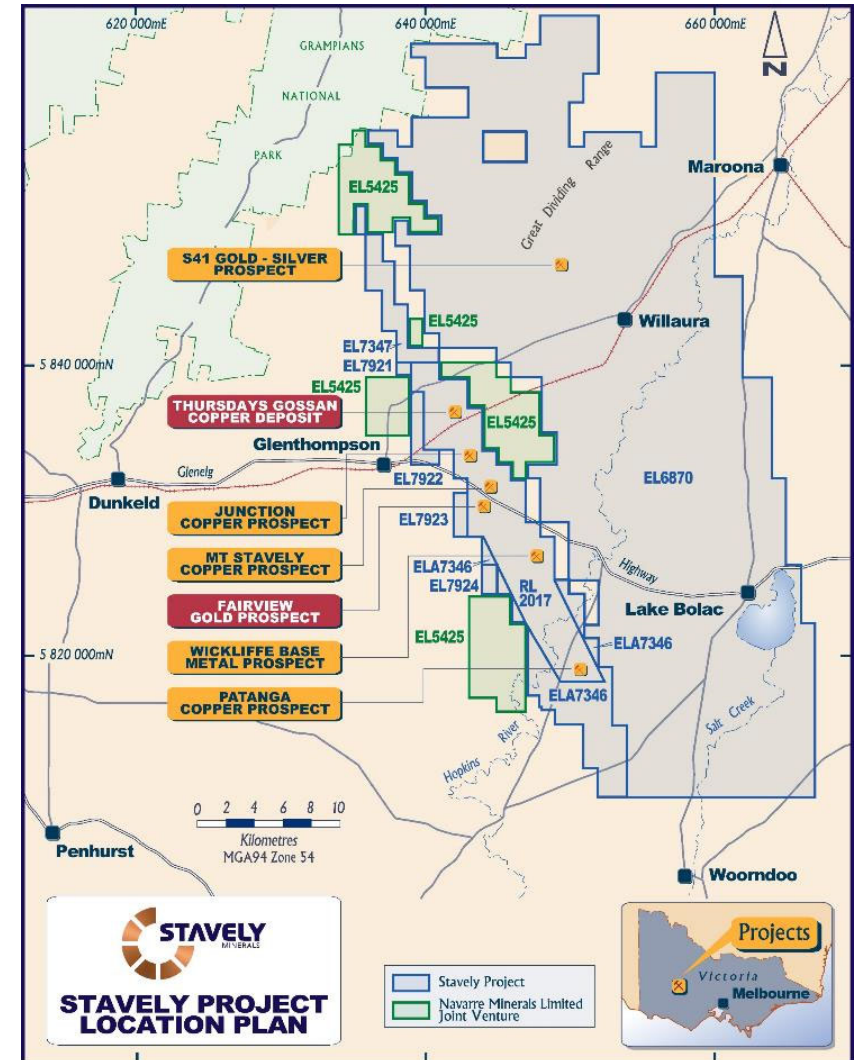 620 000mE
640 000mE
660 000mE
GRAMPIANS
NATIONAL
PARK
N
Maroona
EL5425
Great Dividing Range
S41 GOLD - SILVER
PROSPECT
EL5425
Willaura
EL7347
5 840 000mN
EL7921
EL5425
THURSDAYS GOSSAN
COPPER DEPOSIT
EL5425
Glenthompson
Glenelg
EL7922
EL6870
Dunkeld
JUNCTION
COPPER PROSPECT
EL7923
MT STAVELY
COPPER PROSPECT
ELA7346
Highway
EL7924
RL
2017
FAIRVIEW
GOLD PROSPECT
Lake Bolac
EL5425
ELA7346
WICKLIFFE BASE
METAL PROSPECT
5 820 000mN
PATANGA
COPPER PROSPECT
ELA7346
Salt Creek
Hopkins River
0 2 4 6 8 10
Kilometres
MGA94 Zone 54
Penhurst
Woorndoo
STAVELY
MINERALS
STAVELY PROJECT
LOCATION PLAN
Stavely Project
Navarre Minerals Limited
Joint Venture
Projects
Victoria
Melbourne